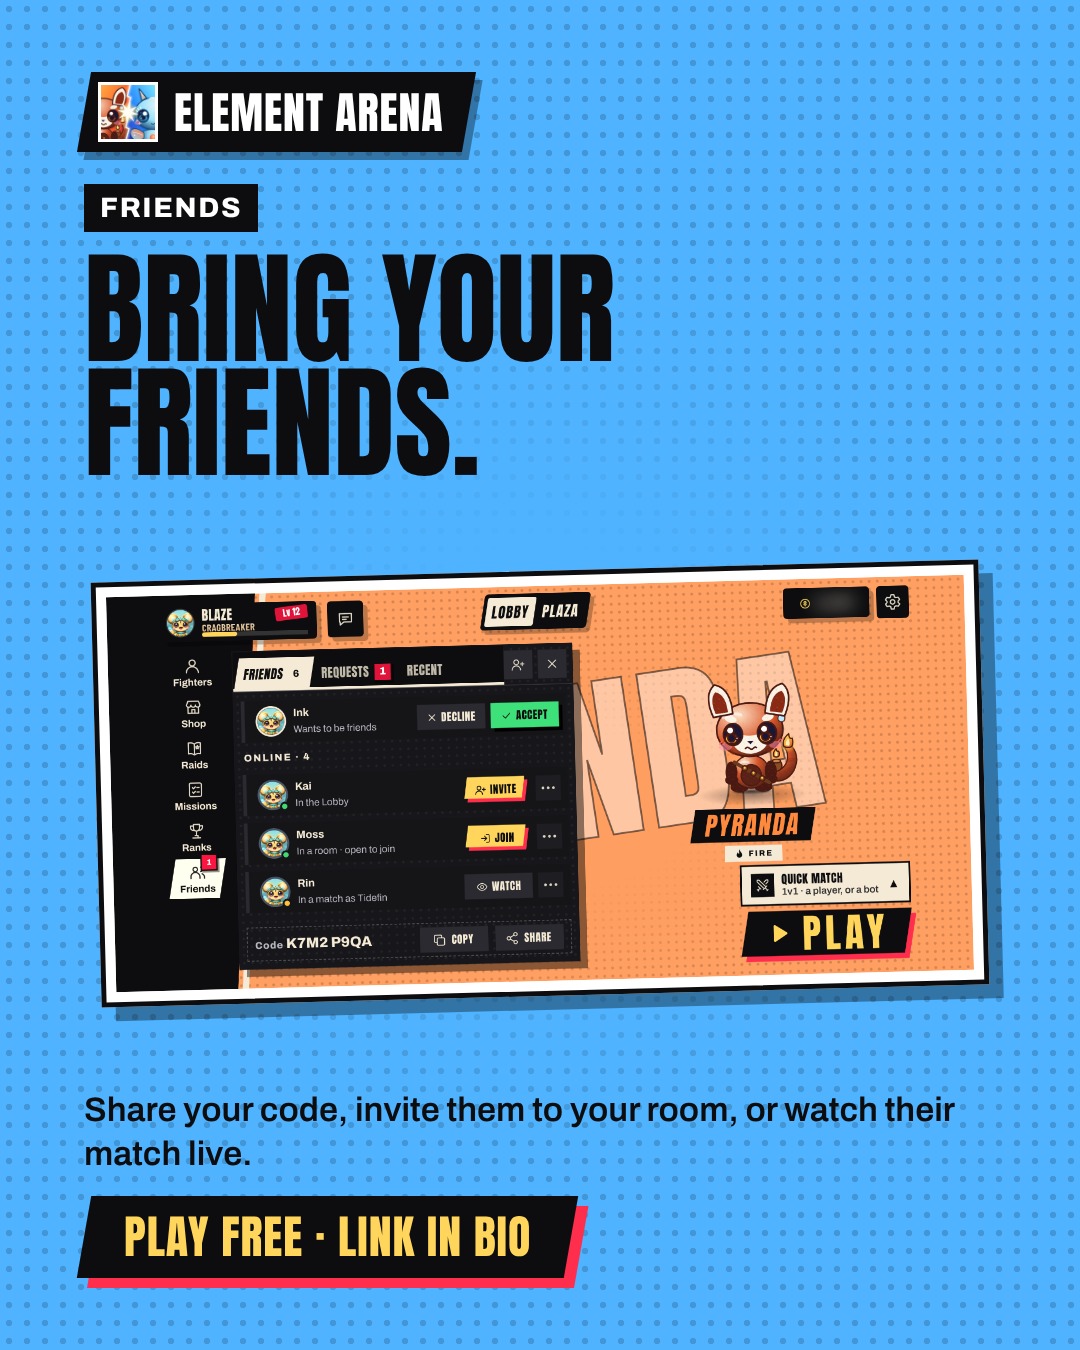 ELEMENT ARENA
FRIENDS
BRING YOUR
FRIENDS.
BLAZE
Lv 12
CRAGBREAKER
LOBBY PLAZA
Fighters
Shop
Raids
Missions
Ranks
1
Friends
FRIENDS 6 REQUESTS 1 RECENT
Ink
Wants to be friends
DECLINE ACCEPT
ONLINE · 4
Kai
In the Lobby
INVITE
Moss
In a room · open to join
JOIN
Rin
In a match as Tidefin
WATCH
Code K7M2 P9QA
COPY SHARE
NDA
PYRANDA
FIRE
QUICK MATCH
1v1 · a player, or a bot
PLAY
Share your code, invite them to your room, or watch their
match live.
PLAY FREE · LINK IN BIO